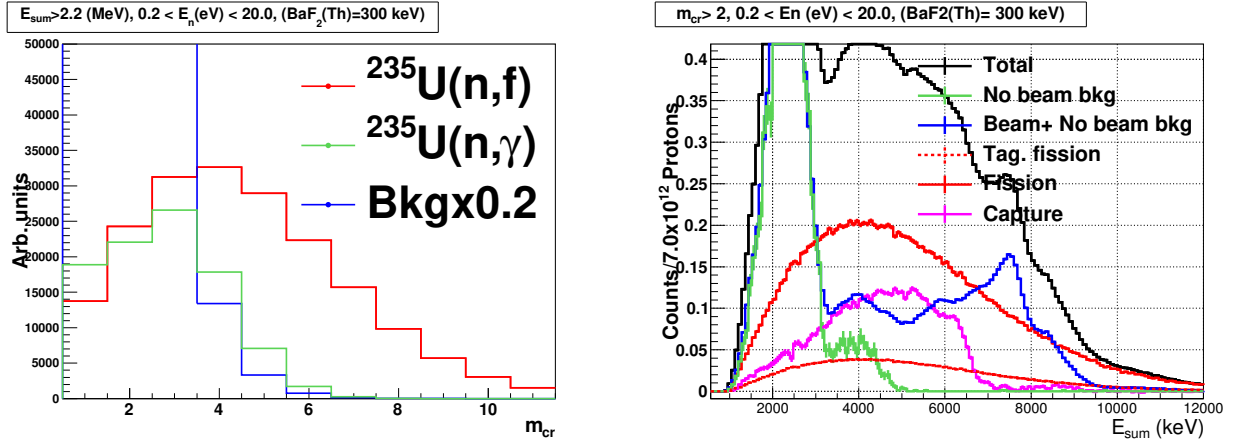 E_sum>2.2 (MeV), 0.2 < E_n(eV) < 20.0, (BaF_2(Th)=300 keV)
Arb. units
50000
45000
40000
35000
30000
25000
20000
15000
10000
5000
0
2
4
6
8
10
m_cr
^235U(n,f)
^235U(n,γ)
Bkgx0.2
m_cr> 2, 0.2 < En (eV) < 20.0, (BaF2(Th)= 300 keV)
Counts/7.0x10^12 Protons
0.4
0.35
0.3
0.25
0.2
0.15
0.1
0.05
0
2000
4000
6000
8000
10000
12000
E_sum (keV)
Total
No beam bkg
Beam+ No beam bkg
Tag. fission
Fission
Capture